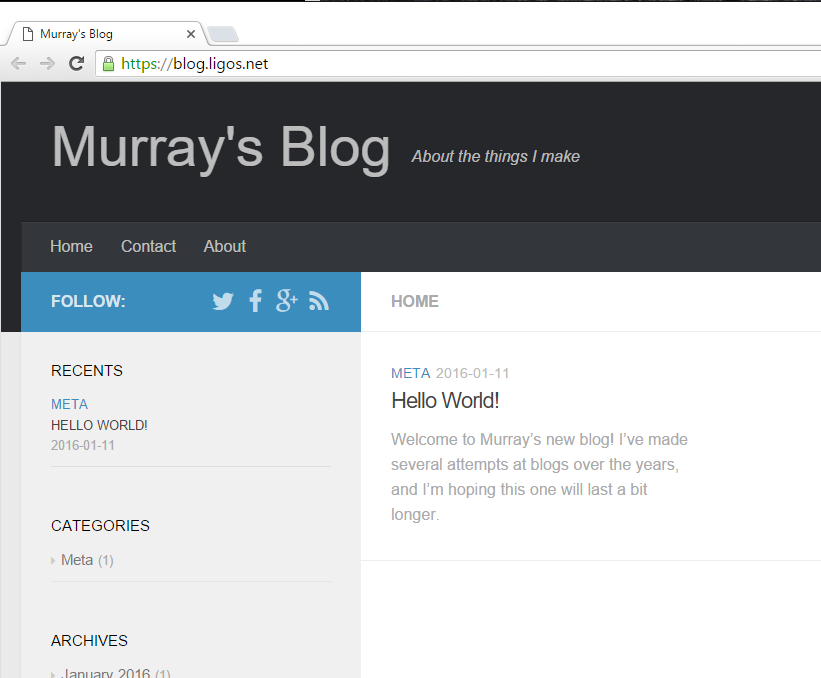 Murray's Blog
https://blog.ligos.net
Murray's Blog
About the things I make
Home Contact About
FOLLOW:
HOME
RECENTS
META
HELLO WORLD!
2016-01-11
CATEGORIES
Meta (1)
ARCHIVES
January 2016 (1)
META 2016-01-11
Hello World!
Welcome to Murray’s new blog! I’ve made
several attempts at blogs over the years,
and I’m hoping this one will last a bit
longer.